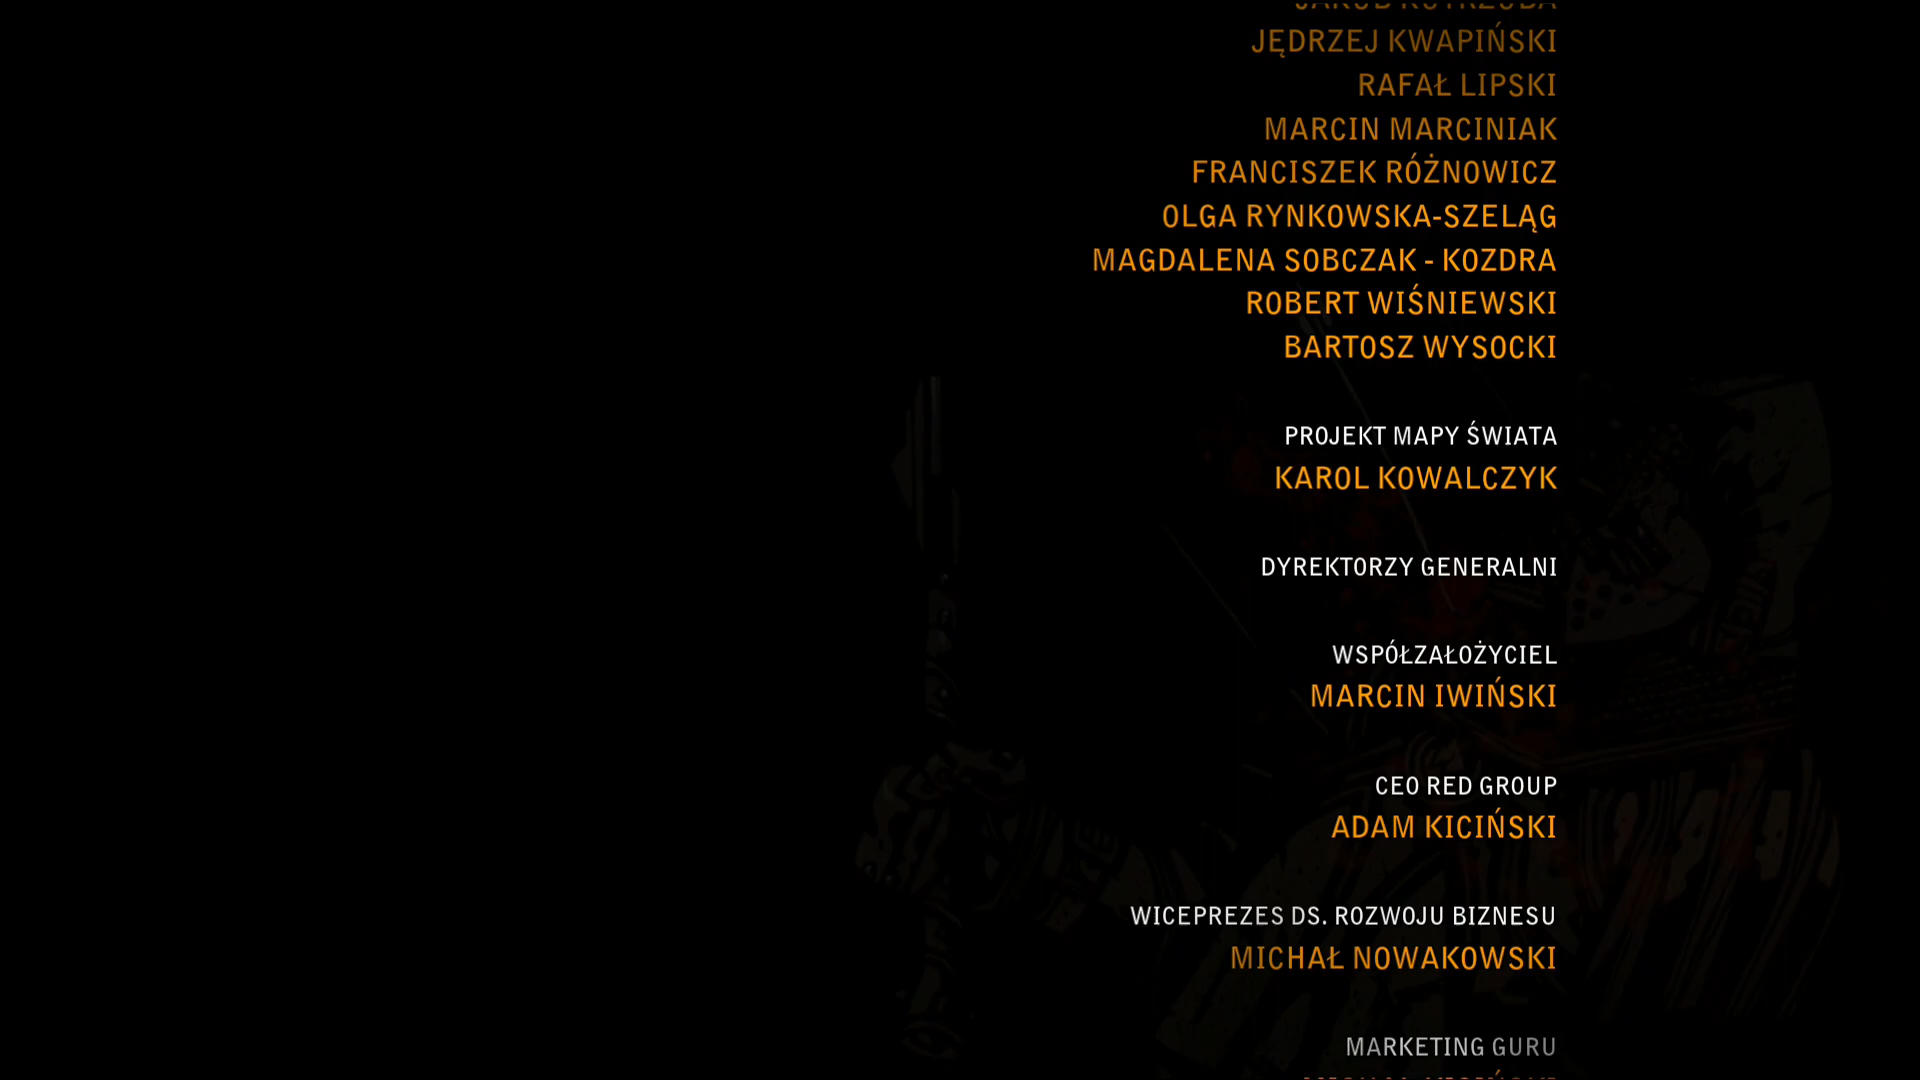 JĘDRZEJ KWAPIŃSKI
RAFAŁ LIPSKI
MARCIN MARCINIAK
FRANCISZEK RÓŻNOWICZ
OLGA RYNKOWSKA-SZELĄG
MAGDALENA SOBCZAK - KOZDRA
ROBERT WIŚNIEWSKI
BARTOSZ WYSOCKI
PROJEKT MAPY ŚWIATA
KAROL KOWALCZYK
DYREKTORZY GENERALNI
WSPÓŁZAŁOŻYCIEL
MARCIN IWIŃSKI
CEO RED GROUP
ADAM KICIŃSKI
WICEPREZES DS. ROZWOJU BIZNESU
MICHAŁ NOWAKOWSKI
MARKETING GURU